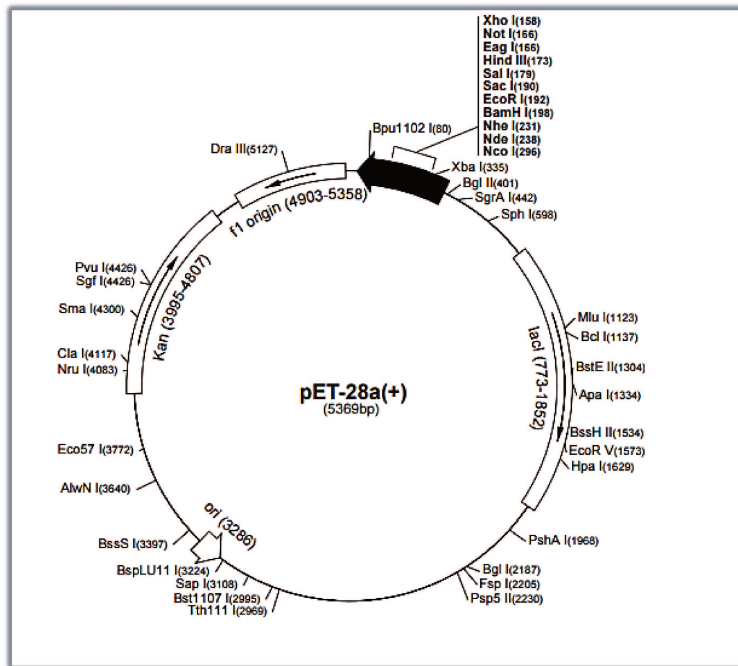 Xho I(158)
Not I(166)
Eag I(166)
Hind III(173)
Sal I(179)
Sac I(190)
EcoR I(192)
BamH I(198)
Nhe I(231)
Nde I(238)
Nco I(296)
Bpu1102 I(80)
Dra III(5127)
Xba I(335)
Bgl II(401)
SgrA I(442)
Sph I(598)
f1 origin (4903-5358)
Pvu I(4426)
Sgf I(4426)
Sma I(4300)
Kan (3995-4807)
Cla I(4117)
Nru I(4083)
Mlu I(1123)
Bcl I(1137)
BstE II(1304)
Apa I(1334)
lacI (773-1852)
BssH II(1534)
EcoR V(1573)
Hpa I(1629)
pET-28a(+)
(5369bp)
Eco57 I(3772)
AlwN I(3640)
ori (3286)
BssS I(3397)
PshA I(1968)
BspLU11 I(3224)
Sap I(3108)
Bst1107 I(2995)
Tth111 I(2969)
Bgl I(2187)
Fsp I(2205)
Psp5 II(2230)